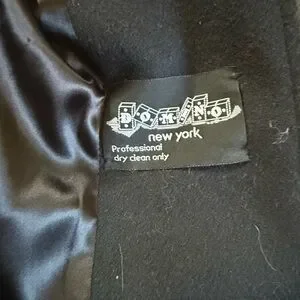 DOMINO
new york
Professional
dry clean only